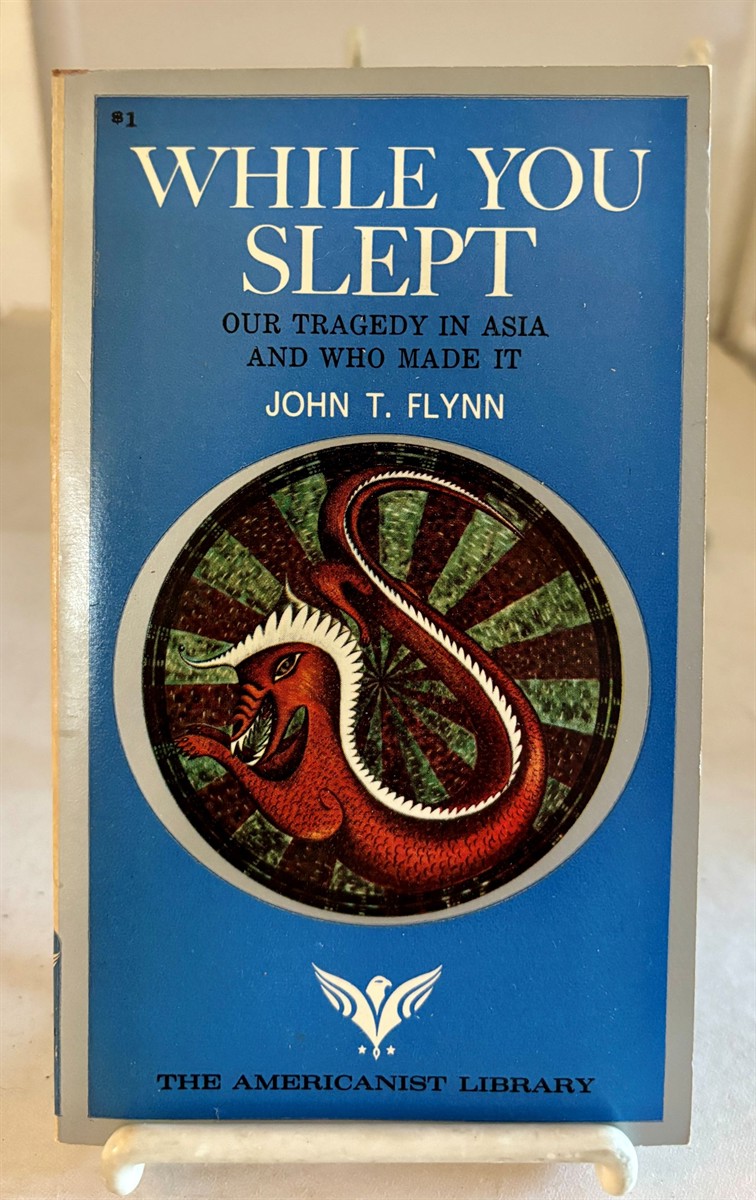 $1
WHILE YOU
SLEPT
OUR TRAGEDY IN ASIA
AND WHO MADE IT
JOHN T. FLYNN
THE AMERICANIST LIBRARY